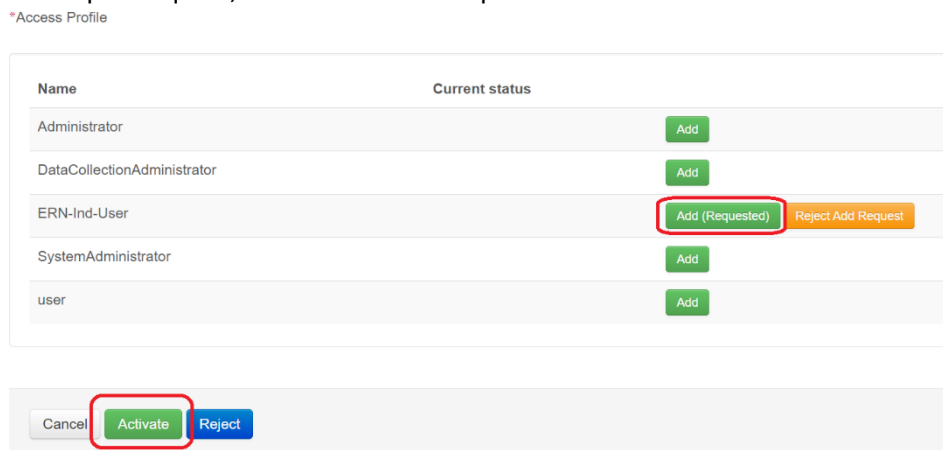 *Access Profile
Name Current status
Administrator Add
DataCollectionAdministrator Add
ERN-Ind-User Add (Requested) Reject Add Request
SystemAdministrator Add
user Add
Cancel Activate Reject